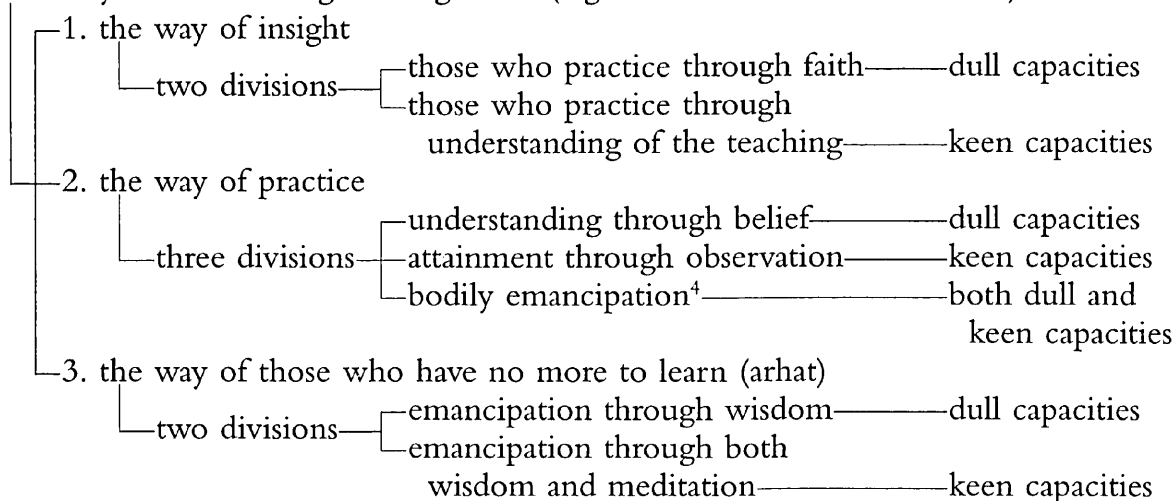 1. the way of insight
two divisions
those who practice through faith dull capacities
those who practice through
understanding of the teaching keen capacities
2. the way of practice
understanding through belief dull capacities
three divisions attainment through observation keen capacities
bodily emancipation⁴ both dull and
keen capacities
3. the way of those who have no more to learn (arhat)
two divisions
emancipation through wisdom dull capacities
emancipation through both
wisdom and meditation keen capacities